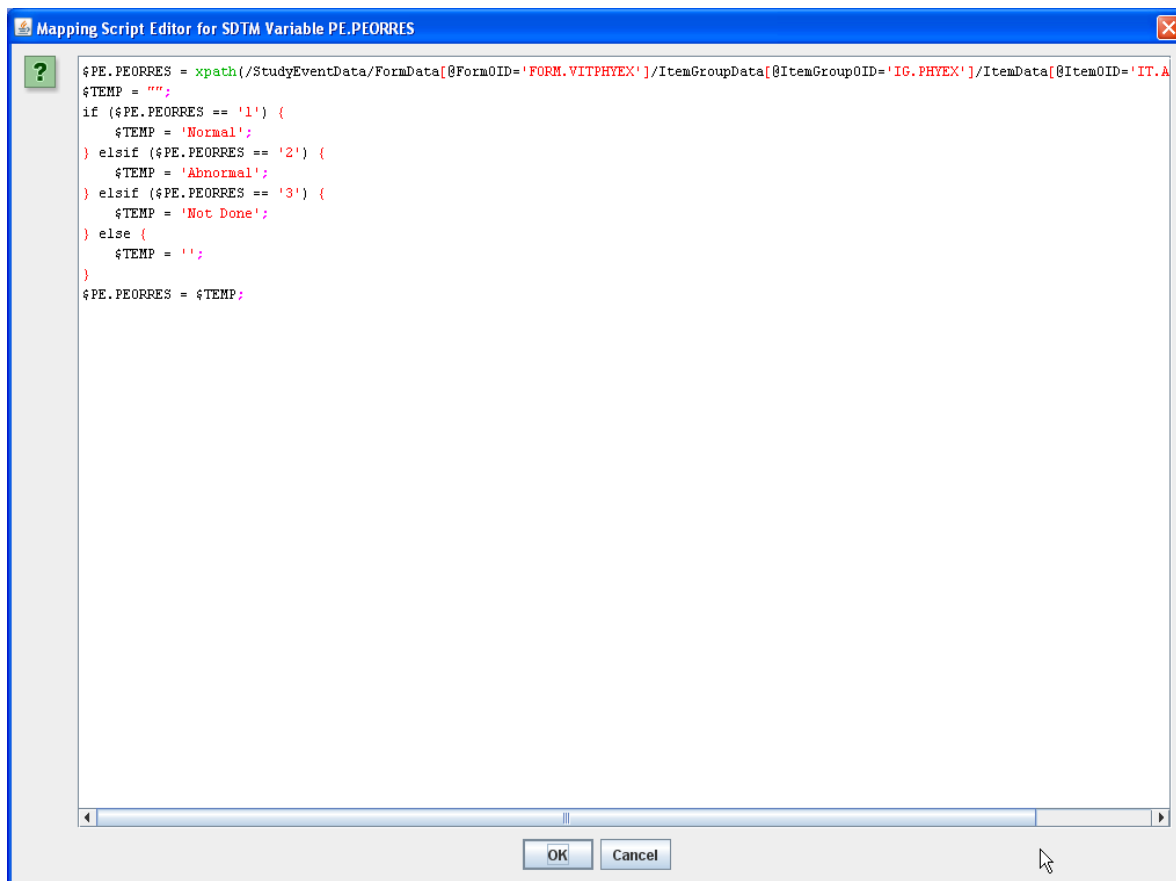 Mapping Script Editor for SDTM Variable PE.PEORRES
?
$PE.PEORRES = xpath(/StudyEventData/FormData[@FormOID='FORM.VITPHYEX']/ItemGroupData[@ItemGroupOID='IG.PHYEX']/ItemData[@ItemOID='IT.A
$TEMP = "";
if ($PE.PEORRES == '1') {
    $TEMP = 'Normal';
} elsif ($PE.PEORRES == '2') {
    $TEMP = 'Abnormal';
} elsif ($PE.PEORRES == '3') {
    $TEMP = 'Not Done';
} else {
    $TEMP = '';
}
$PE.PEORRES = $TEMP;
OK Cancel